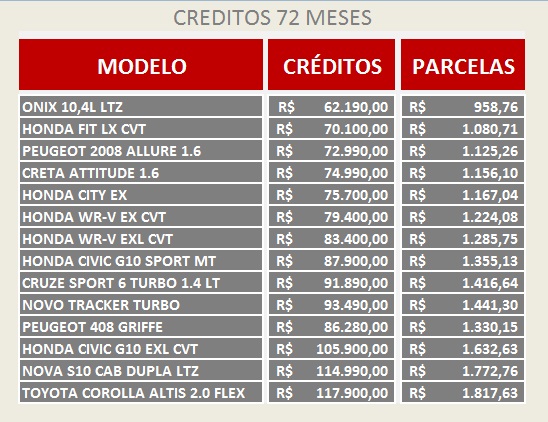 CREDITOS 72 MESES
MODELO CRÉDITOS PARCELAS
ONIX 10,4L LTZ R$ 62.190,00 R$ 958,76
HONDA FIT LX CVT R$ 70.100,00 R$ 1.080,71
PEUGEOT 2008 ALLURE 1.6 R$ 72.990,00 R$ 1.125,26
CRETA ATTITUDE 1.6 R$ 74.990,00 R$ 1.156,10
HONDA CITY EX R$ 75.700,00 R$ 1.167,04
HONDA WR-V EX CVT R$ 79.400,00 R$ 1.224,08
HONDA WR-V EXL CVT R$ 83.400,00 R$ 1.285,75
HONDA CIVIC G10 SPORT MT R$ 87.900,00 R$ 1.355,13
CRUZE SPORT 6 TURBO 1.4 LT R$ 91.890,00 R$ 1.416,64
NOVO TRACKER TURBO R$ 93.490,00 R$ 1.441,30
PEUGEOT 408 GRIFFE R$ 86.280,00 R$ 1.330,15
HONDA CIVIC G10 EXL CVT R$ 105.900,00 R$ 1.632,63
NOVA S10 CAB DUPLA LTZ R$ 114.990,00 R$ 1.772,76
TOYOTA COROLLA ALTIS 2.0 FLEX R$ 117.900,00 R$ 1.817,63